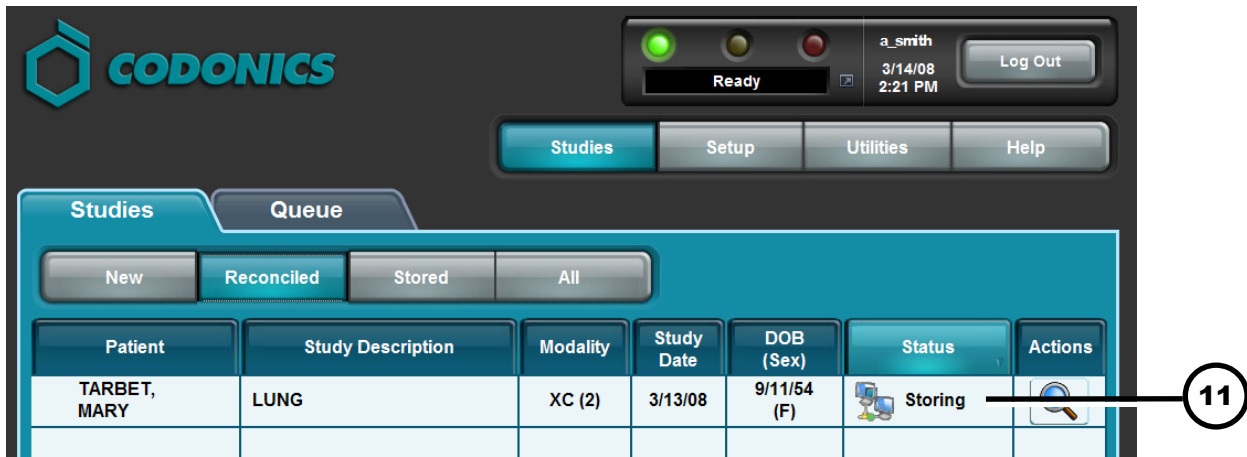 CODONICS
a_smith
3/14/08
2:21 PM
Log Out
Ready
Studies Setup Utilities Help
Studies Queue
New Reconciled Stored All
Patient Study Description Modality Study Date DOB (Sex) Status Actions
TARBET, MARY LUNG XC (2) 3/13/08 9/11/54 (F) Storing
11